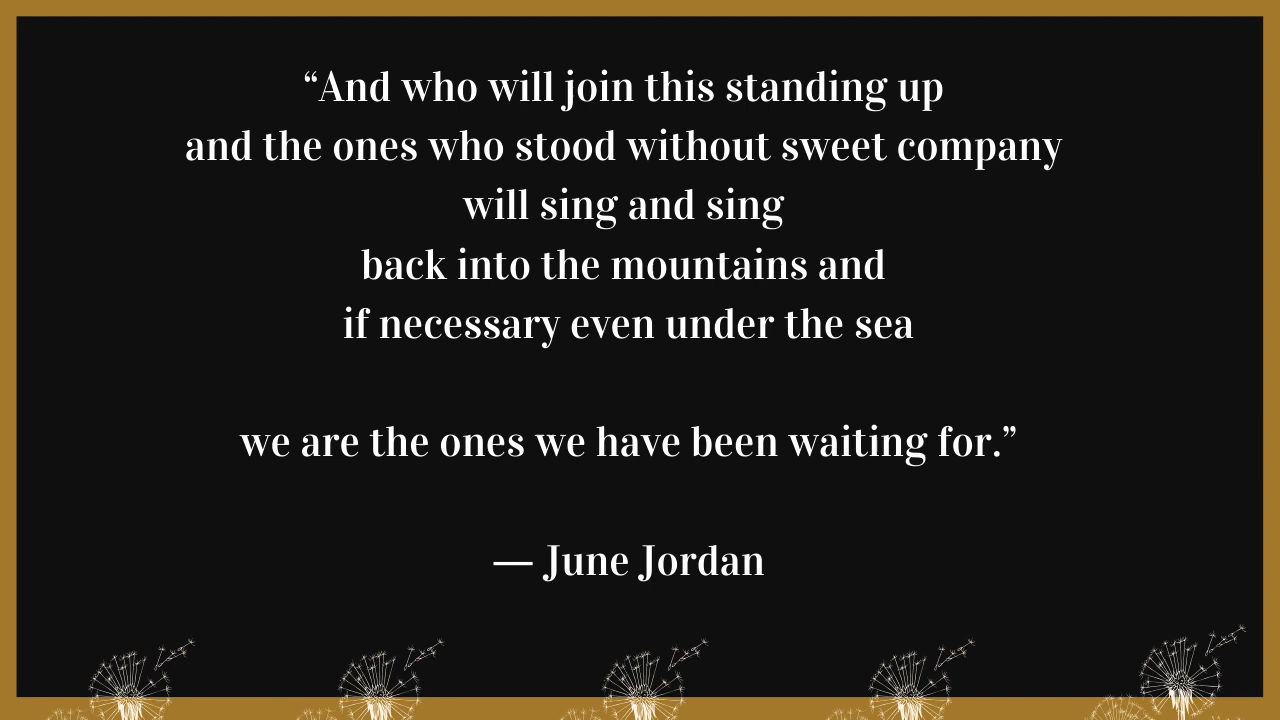 “And who will join this standing up
and the ones who stood without sweet company
will sing and sing
back into the mountains and
if necessary even under the sea
we are the ones we have been waiting for.”
— June Jordan